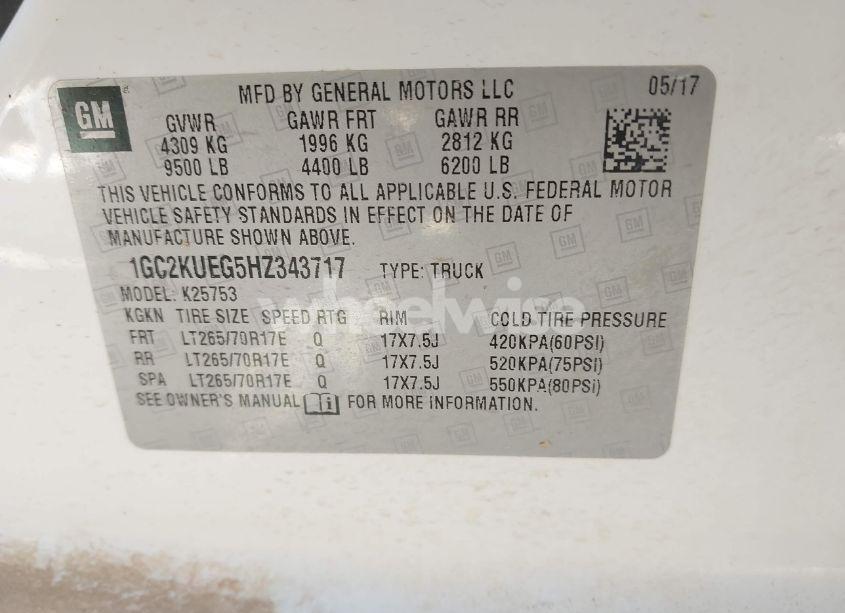 GM
MFD BY GENERAL MOTORS LLC 05/17
GVWR GAWR FRT GAWR RR
4309 KG 1996 KG 2812 KG
9500 LB 4400 LB 6200 LB
THIS VEHICLE CONFORMS TO ALL APPLICABLE U.S. FEDERAL MOTOR
VEHICLE SAFETY STANDARDS IN EFFECT ON THE DATE OF
MANUFACTURE SHOWN ABOVE.
1GC2KUEG5HZ343717 TYPE: TRUCK
MODEL: K25753
wheelwise
KGKN TIRE SIZE SPEED RTG RIM COLD TIRE PRESSURE
FRT LT265/70R17E Q 17X7.5J 420KPA(60PSI)
RR LT265/70R17E Q 17X7.5J 520KPA(75PSI)
SPA LT265/70R17E Q 17X7.5J 550KPA(80PSI)
SEE OWNER'S MANUAL FOR MORE INFORMATION.